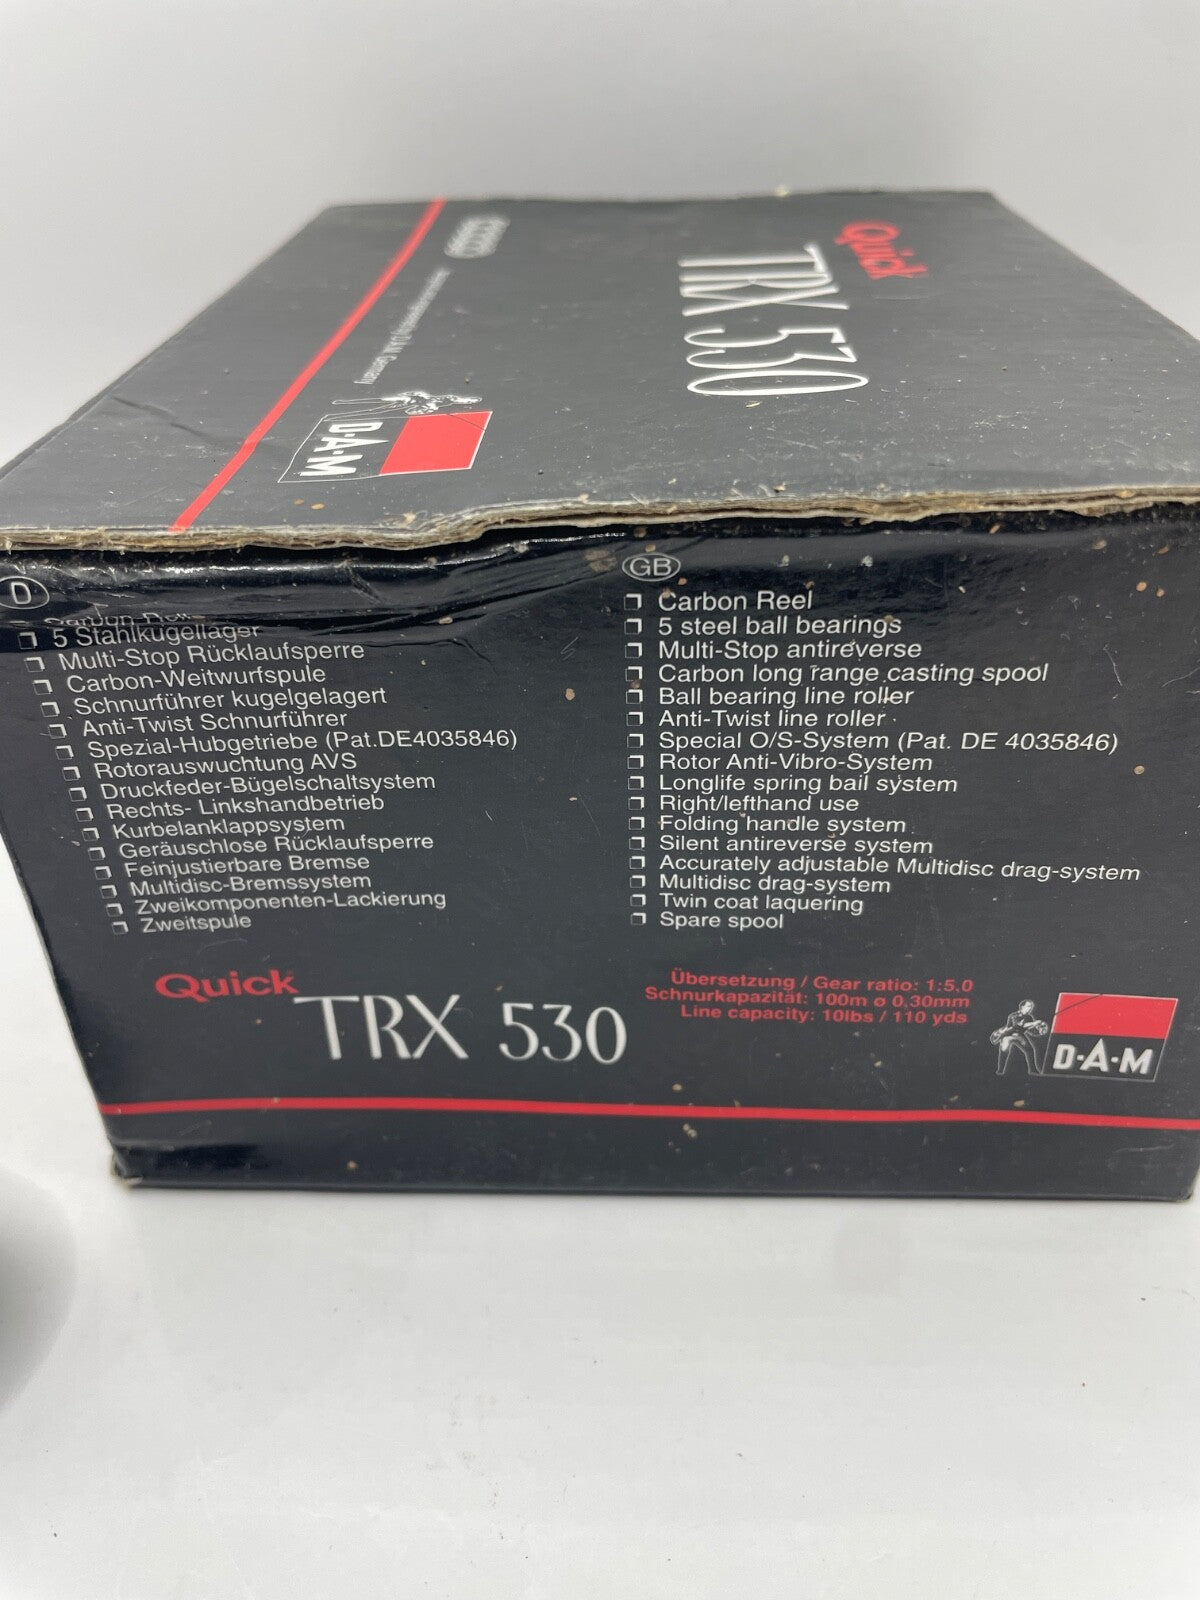 Quick
TRX 530
D·A·M
D
Carbon Rolle
5 Stahlkugellager
Multi-Stop Rücklaufsperre
Carbon-Weitwurfspule
Schnurführer kugelgelagert
Anti-Twist Schnurführer
Spezial-Hubgetriebe (Pat.DE4035846)
Rotorauswuchtung AVS
Druckfeder-Bügelschaltsystem
Rechts- Linkshandbetrieb
Kurbelanklappsystem
Geräuschlose Rücklaufsperre
Feinjustierbare Bremse
Multidisc-Bremssystem
Zweikomponenten-Lackierung
Zweitspule
GB
Carbon Reel
5 steel ball bearings
Multi-Stop antireverse
Carbon long range casting spool
Ball bearing line roller
Anti-Twist line roller
Special O/S-System (Pat. DE 4035846)
Rotor Anti-Vibro-System
Longlife spring bail system
Right/lefthand use
Folding handle system
Silent antireverse system
Accurately adjustable Multidisc drag-system
Multidisc drag-system
Twin coat laquering
Spare spool
Quick
TRX 530
Übersetzung / Gear ratio: 1:5,0
Schnurkapazität: 100m ø 0,30mm
Line capacity: 10lbs / 110 yds
D·A·M